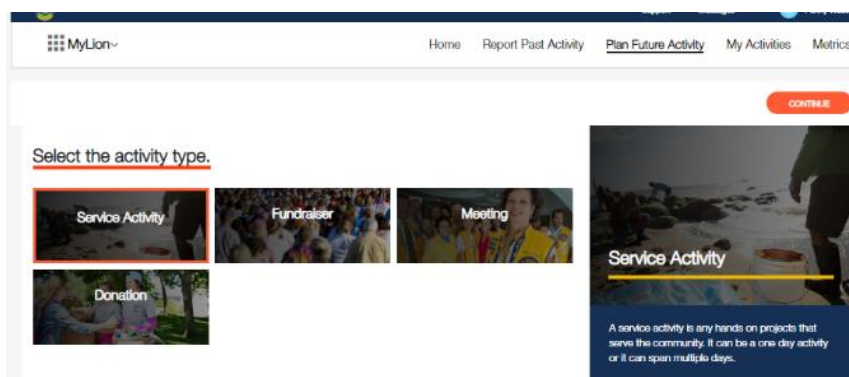 MyLion
Home Report Past Activity Plan Future Activity My Activities Metrics
CONTINUE
Select the activity type.
Service Activity Fundraiser Meeting
Donation
Service Activity
A service activity is any hands on projects that
serve the community. It can be a one day activity
or it can span multiple days.